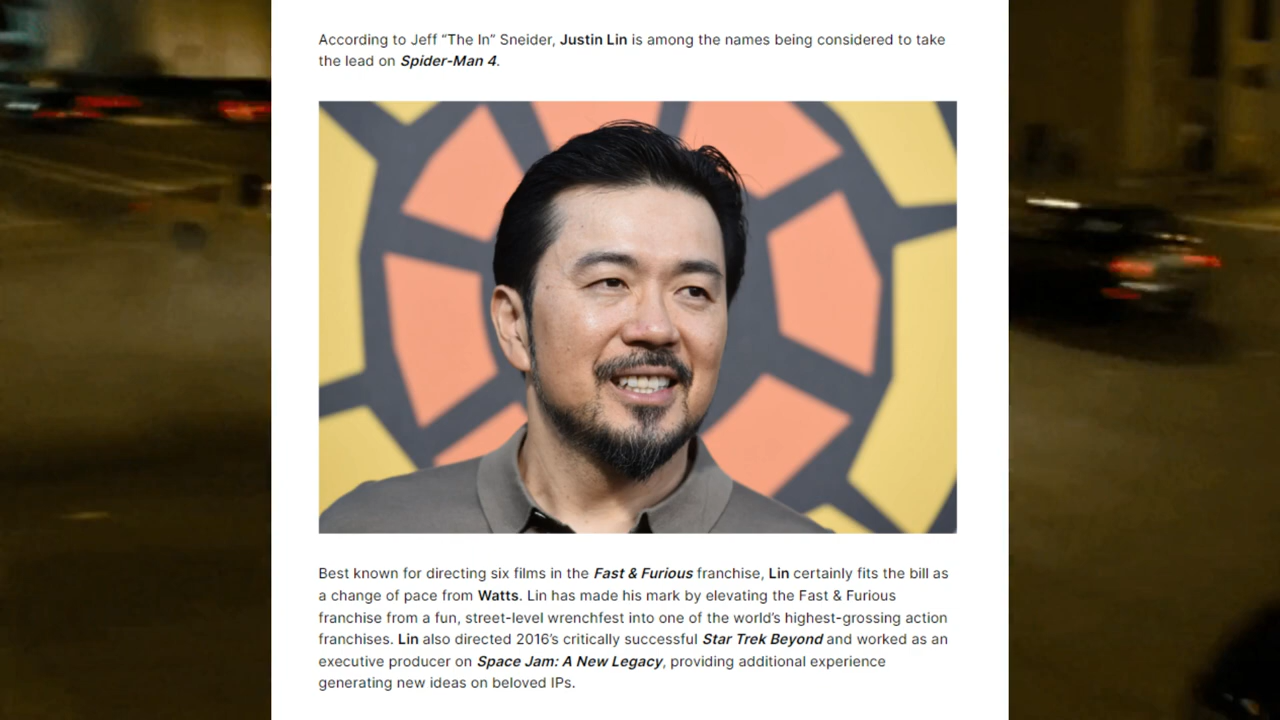 According to Jeff “The In” Sneider, Justin Lin is among the names being considered to take
the lead on Spider-Man 4.
Best known for directing six films in the Fast & Furious franchise, Lin certainly fits the bill as
a change of pace from Watts. Lin has made his mark by elevating the Fast & Furious
franchise from a fun, street-level wrenchfest into one of the world’s highest-grossing action
franchises. Lin also directed 2016’s critically successful Star Trek Beyond and worked as an
executive producer on Space Jam: A New Legacy, providing additional experience
generating new ideas on beloved IPs.